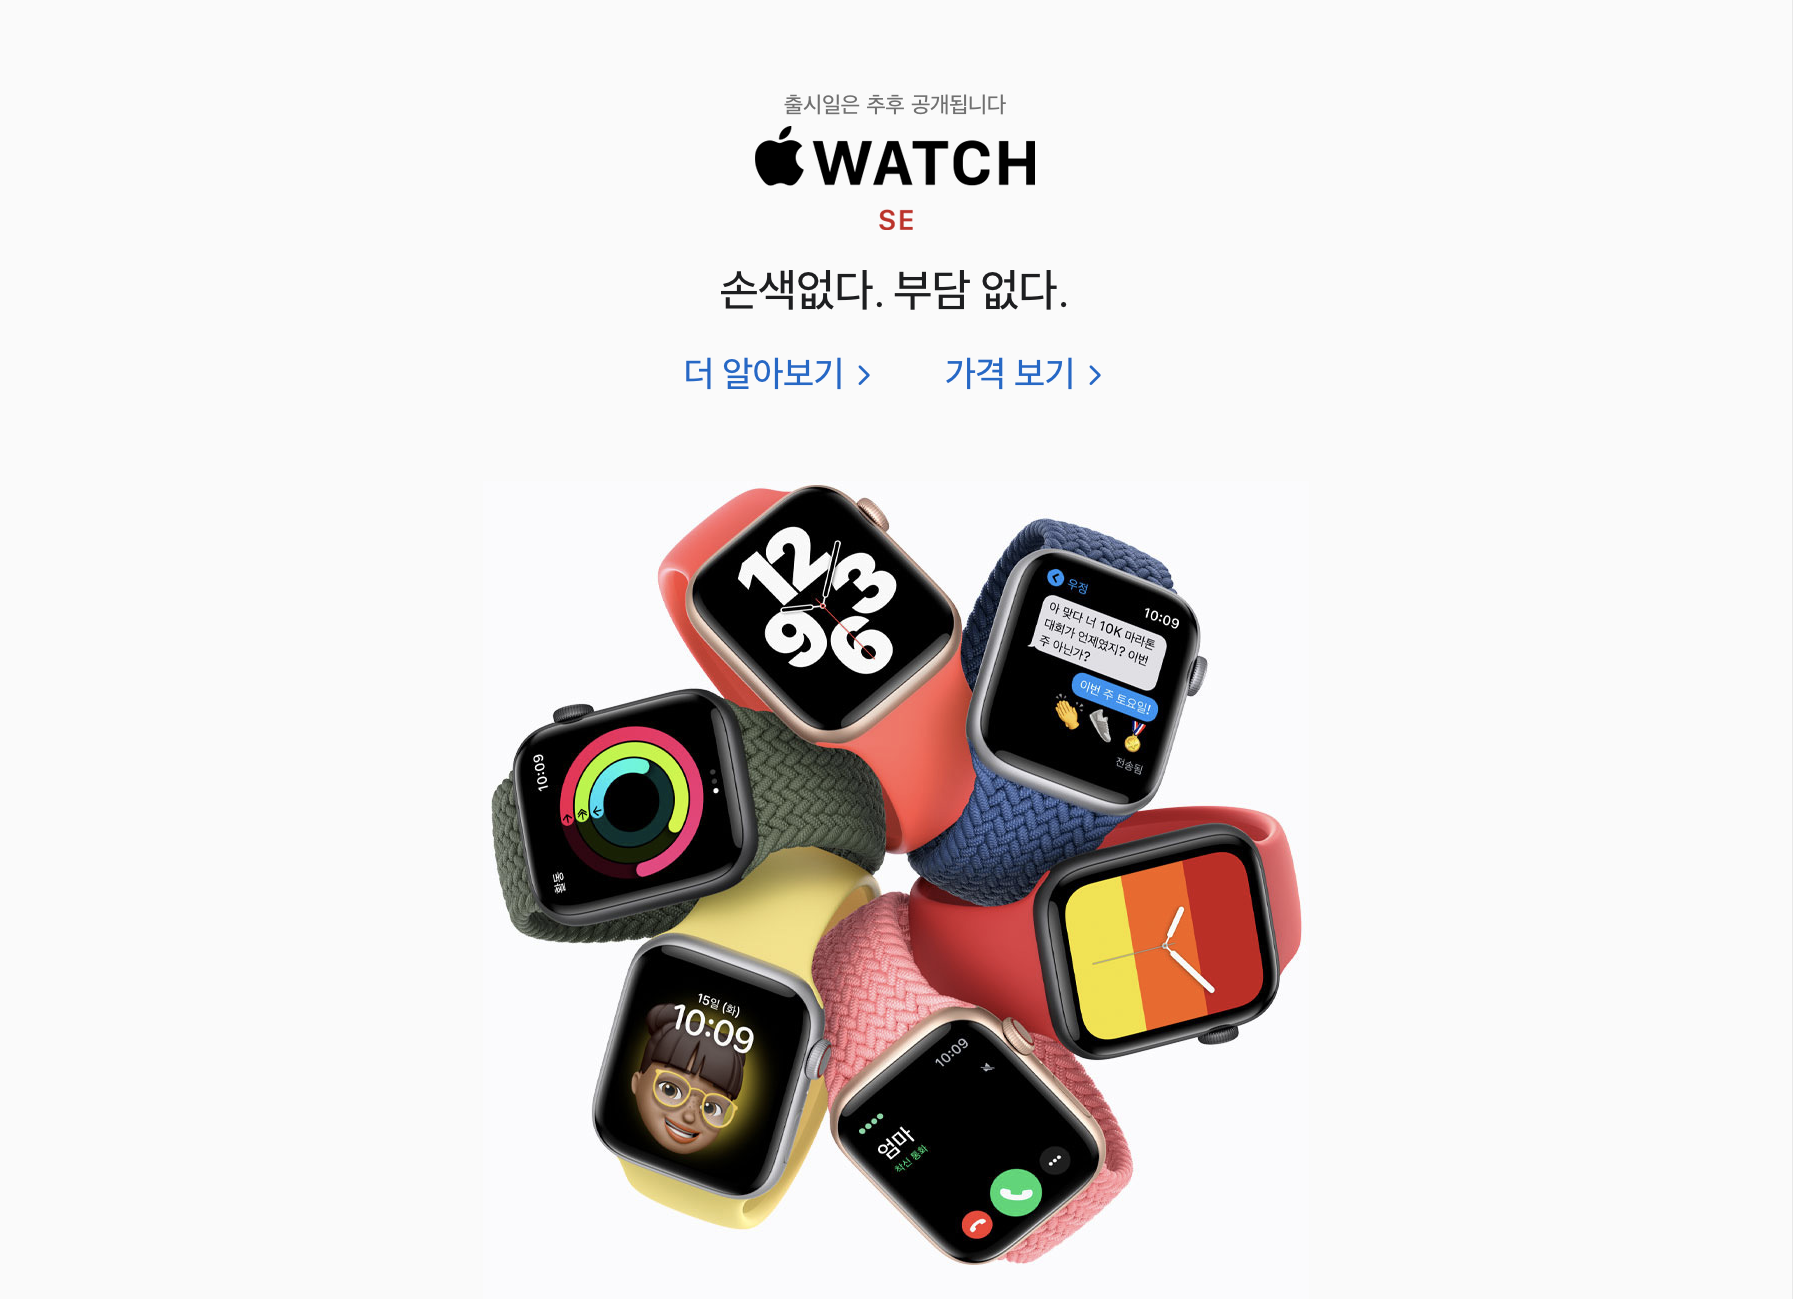 출시일은 추후 공개됩니다
WATCH
SE
손색없다. 부담 없다.
더 알아보기 >
가격 보기 >
12
3
9
6
우정
10:09
아 맞다 너 10K 마라톤
대회가 언제였지? 이번
주 아닌가?
이번 주 토요일!
전송됨
10:09
활동
15일 (화)
10:09
10:09
엄마
착신 통화